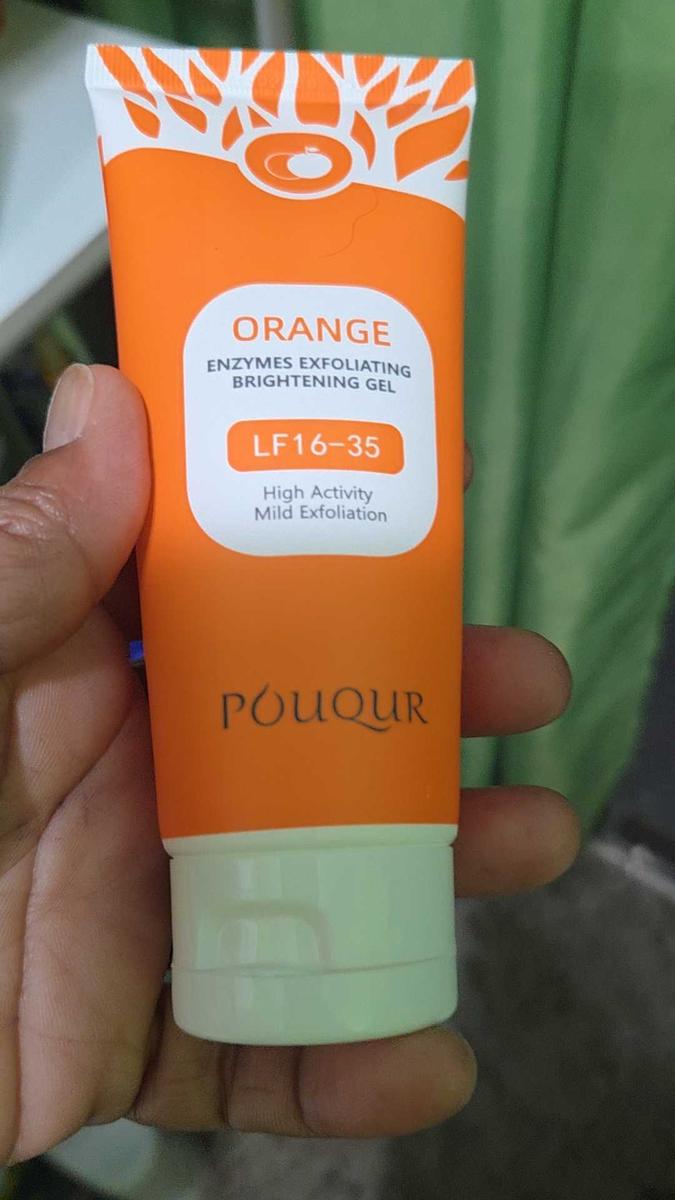 ORANGE
ENZYMES EXFOLIATING
BRIGHTENING GEL
LF16-35
High Activity
Mild Exfoliation
POUQUR